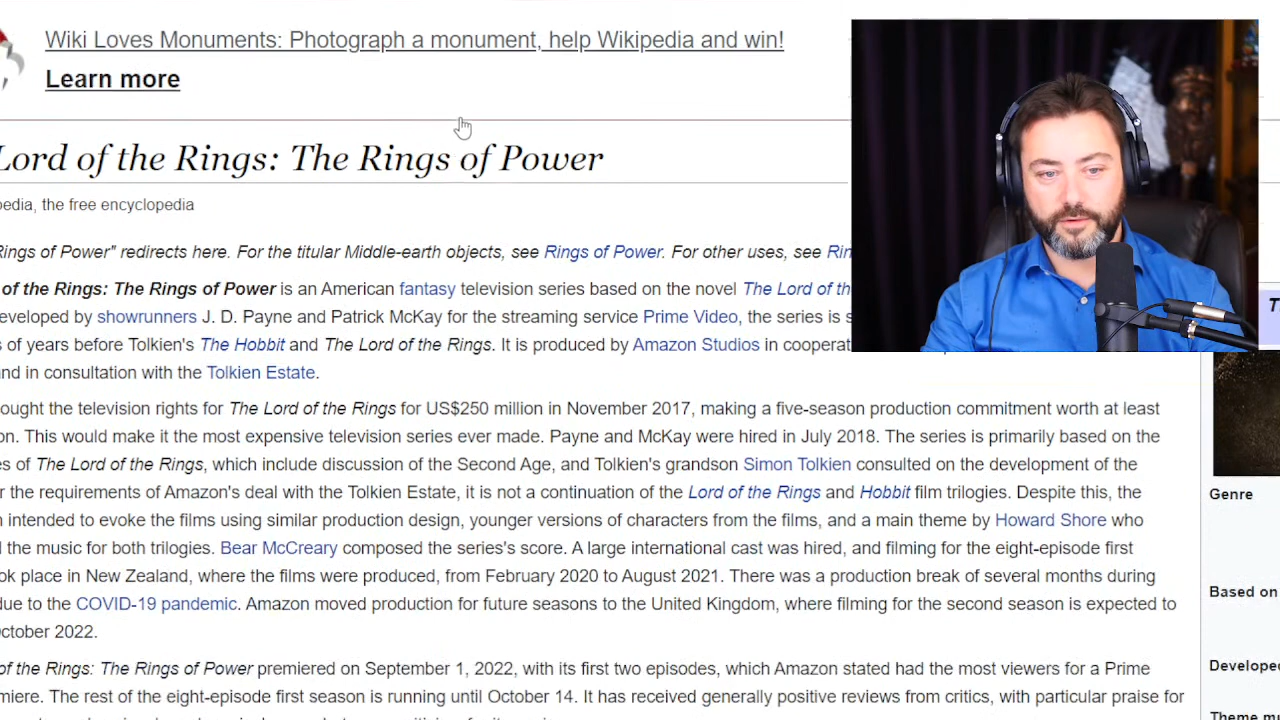 Wiki Loves Monuments: Photograph a monument, help Wikipedia and win!
Learn more
Lord of the Rings: The Rings of Power
pedia, the free encyclopedia
Rings of Power" redirects here. For the titular Middle-earth objects, see Rings of Power. For other uses, see Rin
of the Rings: The Rings of Power is an American fantasy television series based on the novel The Lord of th
eveloped by showrunners J. D. Payne and Patrick McKay for the streaming service Prime Video, the series is s
s of years before Tolkien's The Hobbit and The Lord of the Rings. It is produced by Amazon Studios in cooperat
nd in consultation with the Tolkien Estate.
ought the television rights for The Lord of the Rings for US$250 million in November 2017, making a five-season production commitment worth at least
on. This would make it the most expensive television series ever made. Payne and McKay were hired in July 2018. The series is primarily based on the
es of The Lord of the Rings, which include discussion of the Second Age, and Tolkien's grandson Simon Tolkien consulted on the development of the
r the requirements of Amazon's deal with the Tolkien Estate, it is not a continuation of the Lord of the Rings and Hobbit film trilogies. Despite this, the
n intended to evoke the films using similar production design, younger versions of characters from the films, and a main theme by Howard Shore who
d the music for both trilogies. Bear McCreary composed the series's score. A large international cast was hired, and filming for the eight-episode first
ok place in New Zealand, where the films were produced, from February 2020 to August 2021. There was a production break of several months during
due to the COVID-19 pandemic. Amazon moved production for future seasons to the United Kingdom, where filming for the second season is expected to
ctober 2022.
of the Rings: The Rings of Power premiered on September 1, 2022, with its first two episodes, which Amazon stated had the most viewers for a Prime
miere. The rest of the eight-episode first season is running until October 14. It has received generally positive reviews from critics, with particular praise for
T
Genre
Based on
Develope
Theme mu